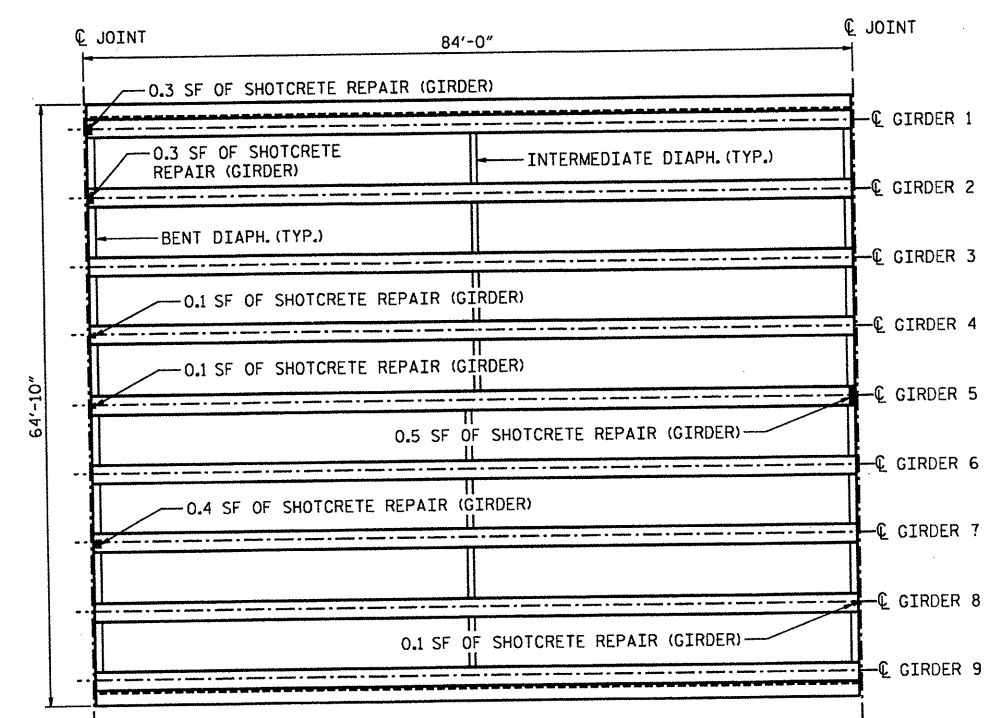 ℄ JOINT
℄ JOINT
84'-0"
0.3 SF OF SHOTCRETE REPAIR (GIRDER)
℄ GIRDER 1
0.3 SF OF SHOTCRETE
REPAIR (GIRDER)
INTERMEDIATE DIAPH. (TYP.)
℄ GIRDER 2
BENT DIAPH. (TYP.)
℄ GIRDER 3
0.1 SF OF SHOTCRETE REPAIR (GIRDER)
℄ GIRDER 4
0.1 SF OF SHOTCRETE REPAIR (GIRDER)
℄ GIRDER 5
64'-10"
0.5 SF OF SHOTCRETE REPAIR (GIRDER)
℄ GIRDER 6
0.4 SF OF SHOTCRETE REPAIR (GIRDER)
℄ GIRDER 7
℄ GIRDER 8
0.1 SF OF SHOTCRETE REPAIR (GIRDER)
℄ GIRDER 9